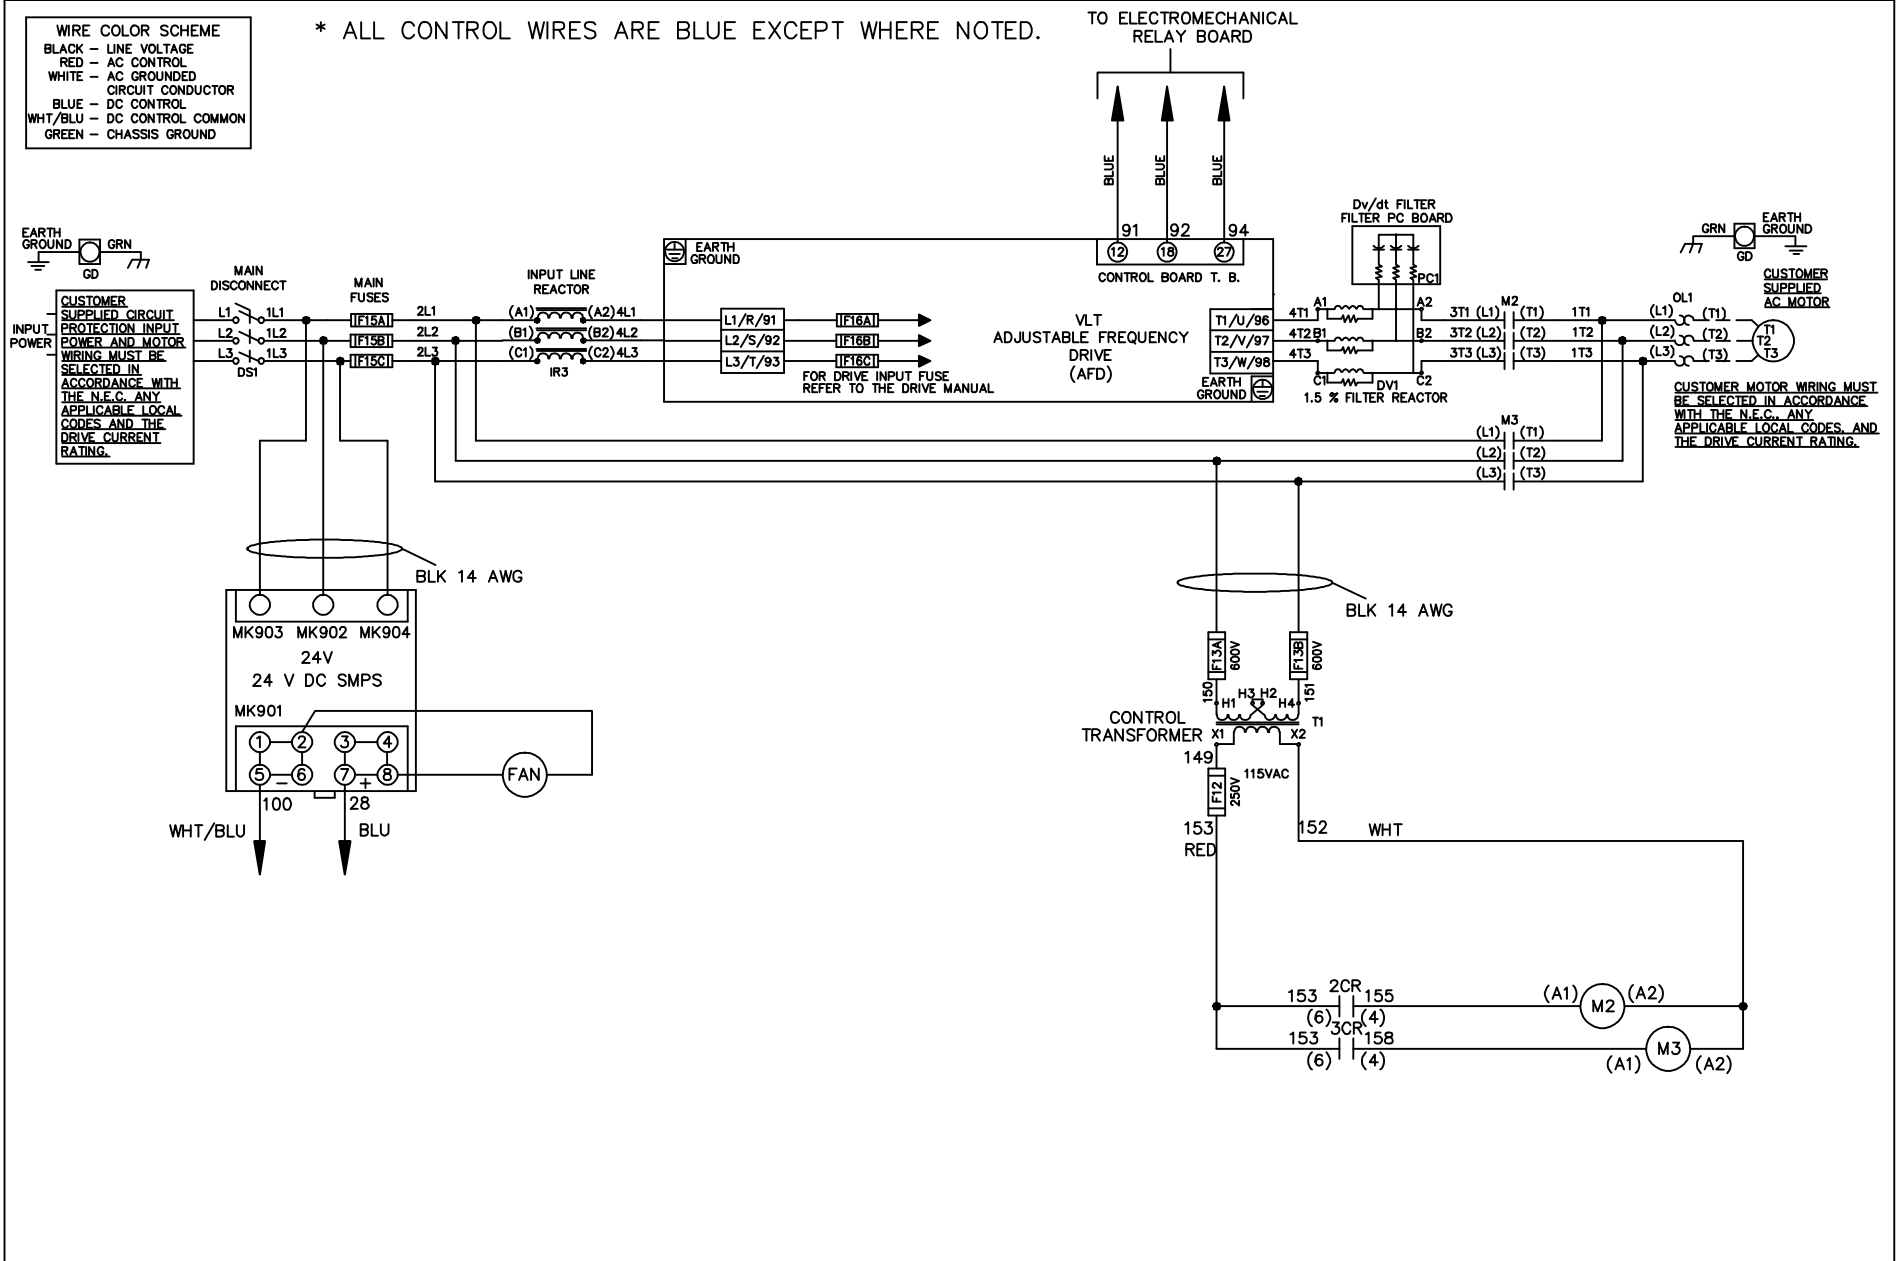 WIRE COLOR SCHEME
BLACK – LINE VOLTAGE
RED – AC CONTROL
WHITE – AC GROUNDED
CIRCUIT CONDUCTOR
BLUE – DC CONTROL
WHT/BLU – DC CONTROL COMMON
GREEN – CHASSIS GROUND
* ALL CONTROL WIRES ARE BLUE EXCEPT WHERE NOTED.
TO ELECTROMECHANICAL
RELAY BOARD
BLUE
BLUE
BLUE
91 92 94
12 18 27
CONTROL BOARD T. B.
EARTH
GROUND
GRN
GD
INPUT
POWER
CUSTOMER
SUPPLIED CIRCUIT
PROTECTION INPUT
POWER AND MOTOR
WIRING MUST BE
SELECTED IN
ACCORDANCE WITH
THE N.E.C. ANY
APPLICABLE LOCAL
CODES AND THE
DRIVE CURRENT
RATING.
MAIN
DISCONNECT
L1 1L1
L2 1L2
L3 1L3
DS1
MAIN
FUSES
F15A 2L1
F15B 2L2
F15C 2L3
INPUT LINE
REACTOR
(A1) (A2) 4L1
(B1) (B2) 4L2
(C1) (C2) 4L3
IR3
EARTH
GROUND
L1/R/91
L2/S/92
L3/T/93
F16A
F16B
F16C
FOR DRIVE INPUT FUSE
REFER TO THE DRIVE MANUAL
VLT
ADJUSTABLE FREQUENCY
DRIVE
(AFD)
T1/U/96
T2/V/97
T3/W/98
EARTH
GROUND
4T1
4T2
4T3
Dv/dt FILTER
FILTER PC BOARD
PC1
A1 A2
B1 B2
C1 C2
DV1
1.5 % FILTER REACTOR
M2
3T1 (L1) (T1) 1T1
3T2 (L2) (T2) 1T2
3T3 (L3) (T3) 1T3
M3
(L1) (T1)
(L2) (T2)
(L3) (T3)
OL1
(L1) (T1)
(L2) (T2)
(L3) (T3)
T1
T2
T3
GRN
EARTH
GROUND
GD
CUSTOMER
SUPPLIED
AC MOTOR
CUSTOMER MOTOR WIRING MUST
BE SELECTED IN ACCORDANCE
WITH THE N.E.C., ANY
APPLICABLE LOCAL CODES, AND
THE DRIVE CURRENT RATING.
BLK 14 AWG
MK903 MK902 MK904
24V
24 V DC SMPS
MK901
1 2 3 4
5 – 6 7 + 8
FAN
100 28
WHT/BLU BLU
BLK 14 AWG
F13A 600V
F13B 600V
150 151
H1 H3 H2 H4
T1
CONTROL
TRANSFORMER
X1 X2
149
115VAC
F12 250V
153
RED
152 WHT
2CR
153 155
(6) (4)
(A1) M2 (A2)
3CR
153 158
(6) (4)
(A1) M3 (A2)